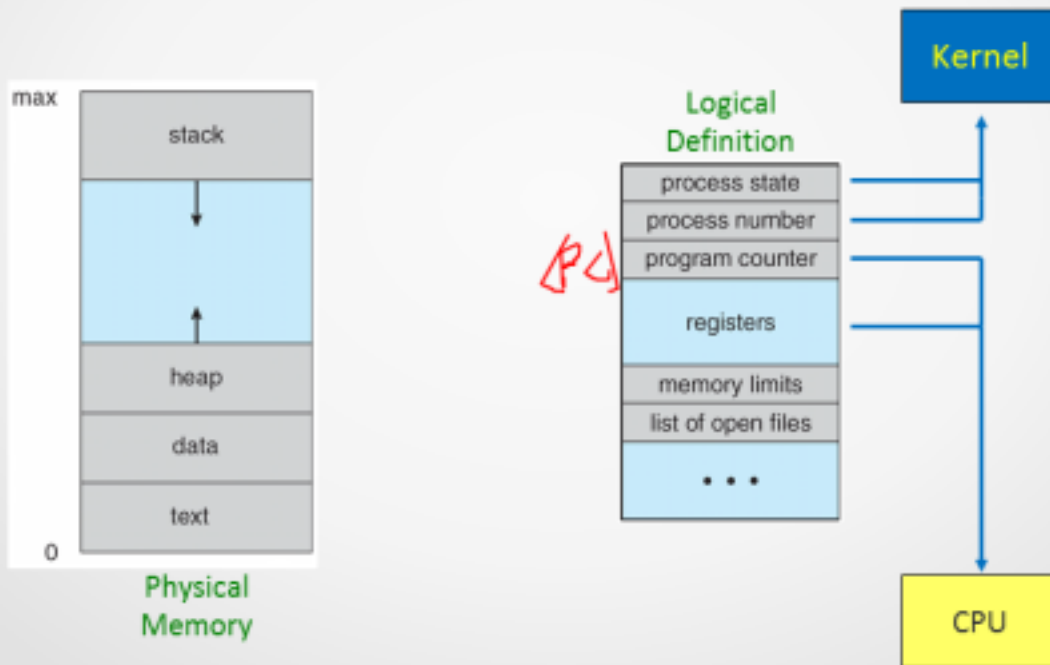 Kernel
max
stack
heap
data
text
0
Physical
Memory
Logical
Definition
process state
process number
program counter
registers
memory limits
list of open files
• • •
CPU